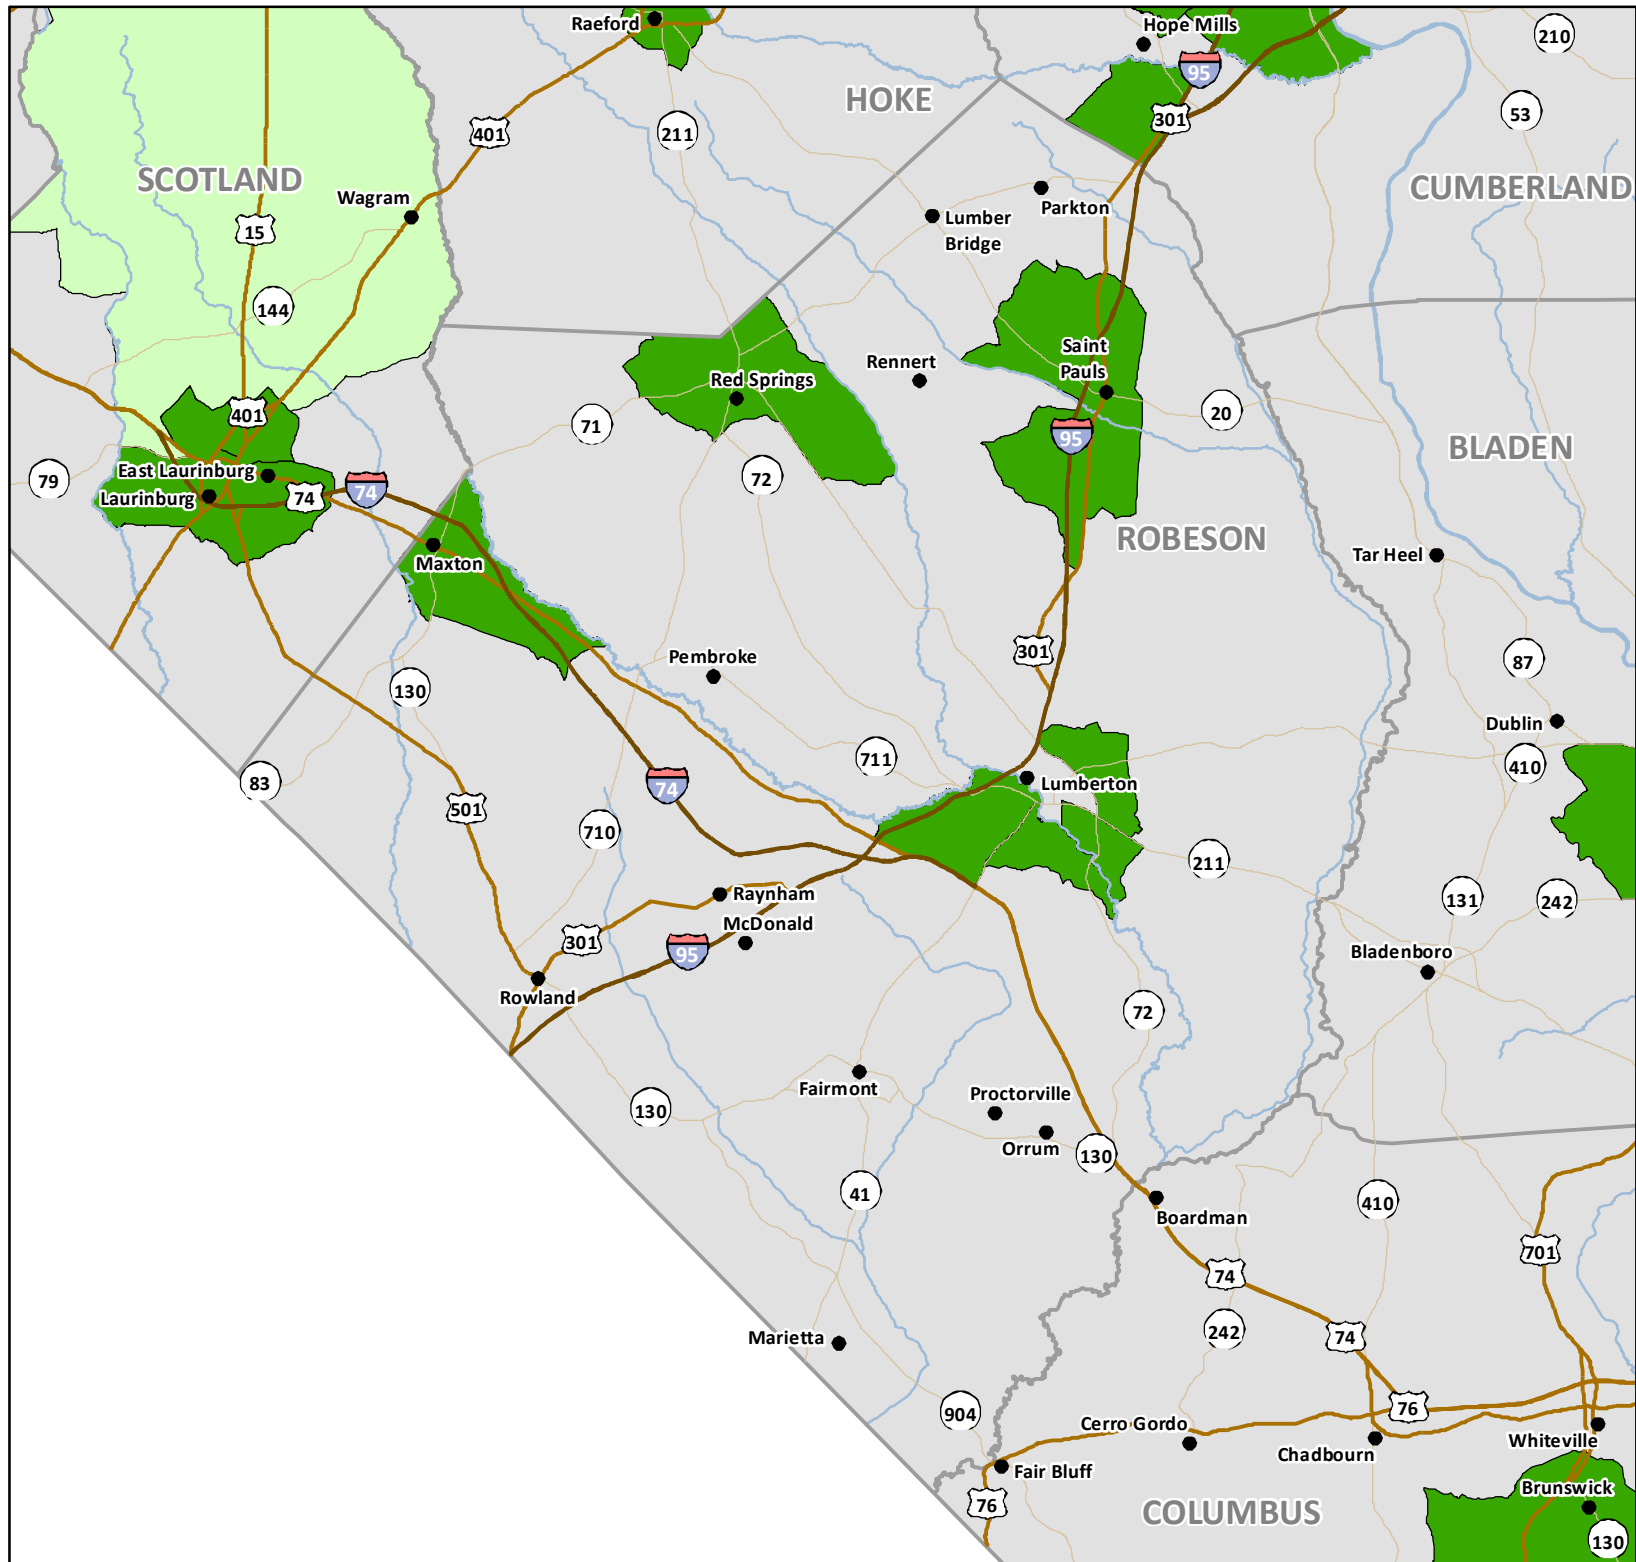 Raeford
Hope Mills
210
95
HOKE
53
301
401
211
SCOTLAND
CUMBERLAND
Wagram
Parkton
Lumber
Bridge
15
144
Saint
Pauls
Rennert
Red Springs
401
20
71
95
BLADEN
East Laurinburg
79
72
74
Laurinburg
74
ROBESON
Tar Heel
Maxton
301
Pembroke
87
130
Dublin
711
410
83
74
Lumberton
501
710
211
Raynham
131
242
McDonald
301
95
Bladenboro
Rowland
72
Fairmont
Proctorville
130
Orrum
130
41
410
Boardman
701
74
242
74
Marietta
76
904
Cerro Gordo
Whiteville
Chadbourn
Fair Bluff
Brunswick
76
COLUMBUS
130